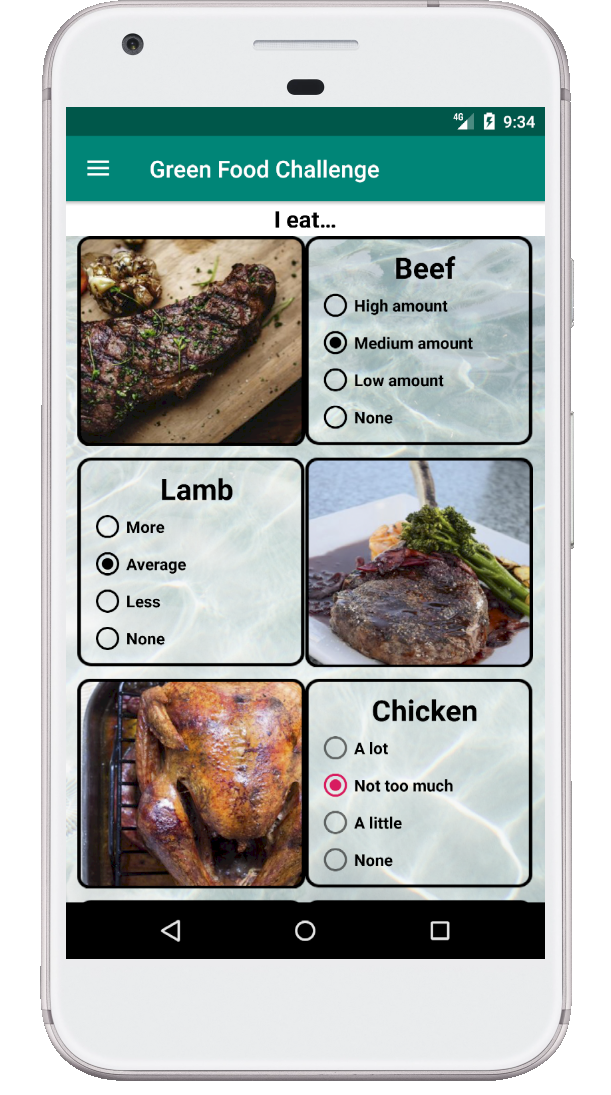 4G 9:34
Green Food Challenge
I eat...
Beef
High amount
Medium amount
Low amount
None
Lamb
More
Average
Less
None
Chicken
A lot
Not too much
A little
None